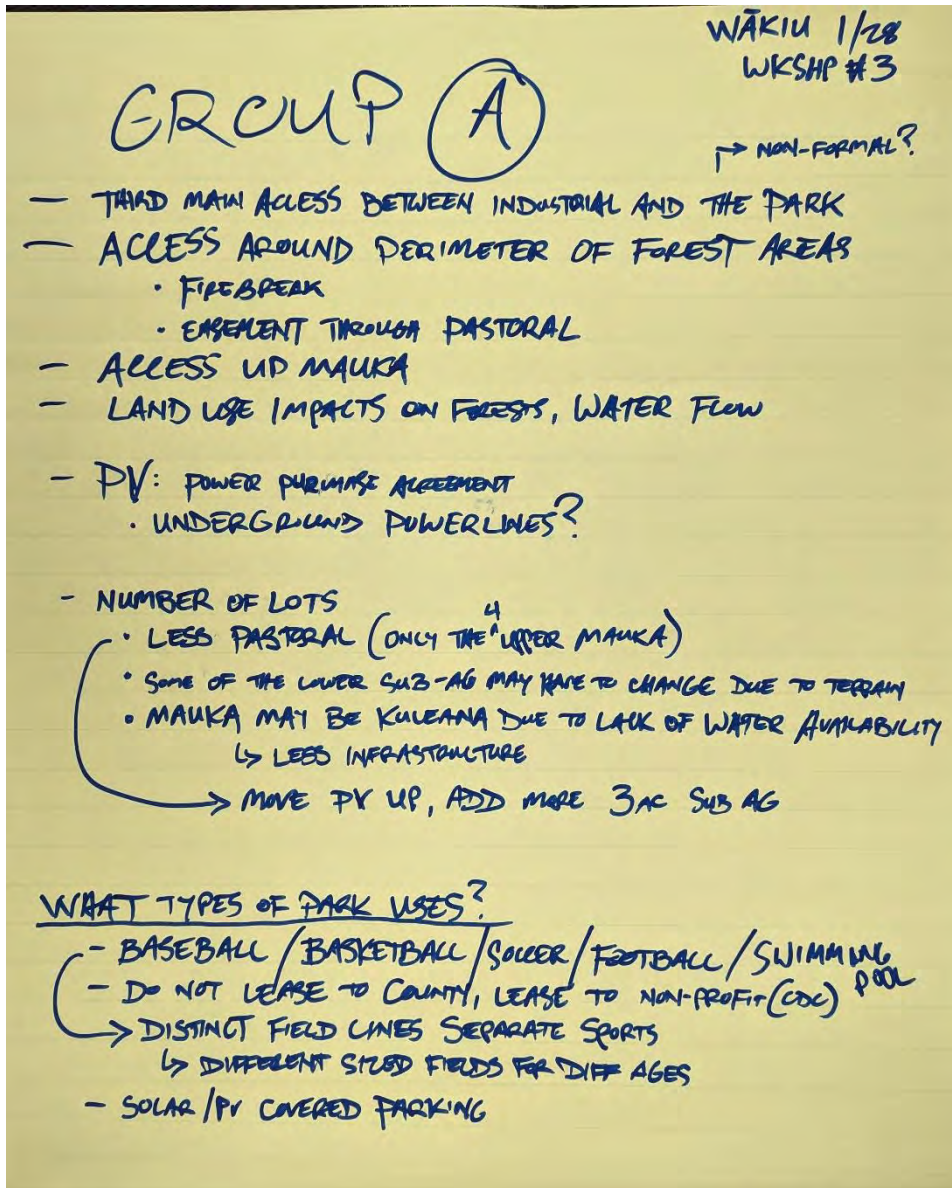 WĀKIU 1/28
WKSHP #3
GROUP A
↱ NON-FORMAL?
— THIRD MAIN ACCESS BETWEEN INDUSTRIAL AND THE PARK
— ACCESS AROUND PERIMETER OF FOREST AREAS
• FIREBREAK
• EASEMENT THROUGH PASTORAL
— ACCESS UP MAUKA
— LAND USE IMPACTS ON FORESTS, WATER FLOW
— PV: POWER PURCHASE AGREEMENT
• UNDERGROUND POWERLINES?
- NUMBER OF LOTS
• LESS PASTORAL (ONLY THE ^4 UPPER MAUKA)
• SOME OF THE LOWER SUB-AG MAY HAVE TO CHANGE DUE TO TERRAIN
• MAUKA MAY BE KULEANA DUE TO LACK OF WATER AVAILABILITY
↳ LESS INFRASTRUCTURE
→ MOVE PV UP, ADD MORE 3AC SUB AG
WHAT TYPES OF PARK USES?
- BASEBALL / BASKETBALL / SOCCER / FOOTBALL / SWIMMING POOL
- DO NOT LEASE TO COUNTY, LEASE TO NON-PROFIT (CDC)
→ DISTINCT FIELD LINES SEPARATE SPORTS
↳ DIFFERENT SIZED FIELDS FOR DIFF AGES
- SOLAR/PV COVERED PARKING